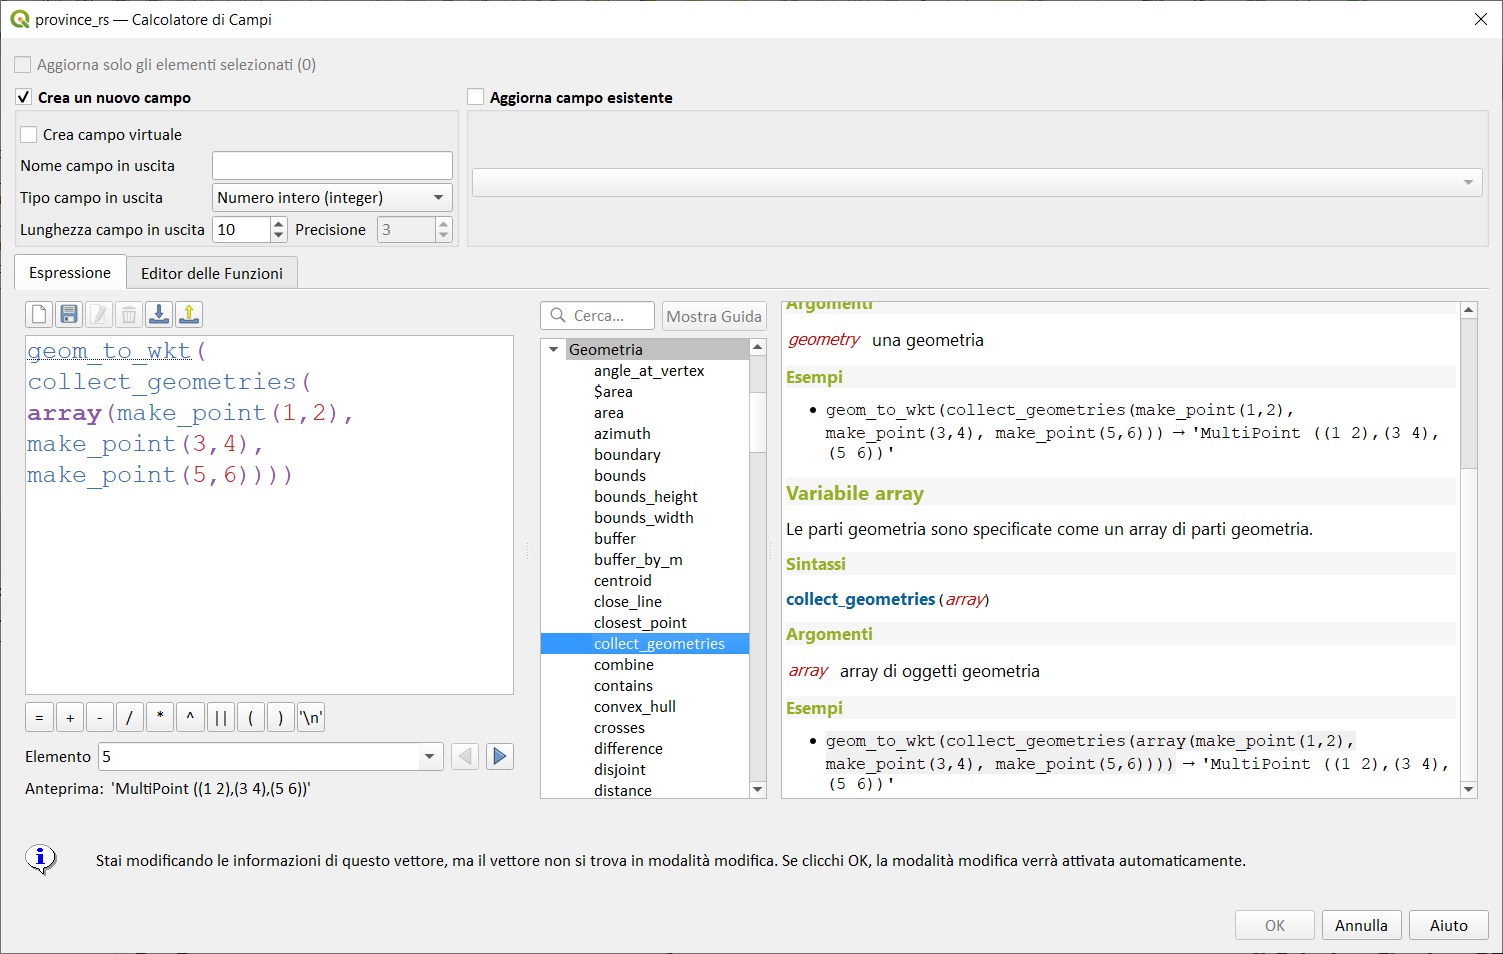 province_rs — Calcolatore di Campi
Aggiorna solo gli elementi selezionati (0)
Crea un nuovo campo
Aggiorna campo esistente
Crea campo virtuale
Nome campo in uscita
Tipo campo in uscita Numero intero (integer)
Lunghezza campo in uscita 10 Precisione 3
Espressione Editor delle Funzioni
geom_to_wkt(
collect_geometries(
array(make_point(1,2),
make_point(3,4),
make_point(5,6))))
= + - / * ^ || ( ) '\n'
Elemento 5
Anteprima: 'MultiPoint ((1 2),(3 4),(5 6))'
Cerca... Mostra Guida
Geometria
angle_at_vertex
$area
area
azimuth
boundary
bounds
bounds_height
bounds_width
buffer
buffer_by_m
centroid
close_line
closest_point
collect_geometries
combine
contains
convex_hull
crosses
difference
disjoint
distance
Argomenti
geometry una geometria
Esempi
• geom_to_wkt(collect_geometries(make_point(1,2),
make_point(3,4), make_point(5,6))) → 'MultiPoint ((1 2),(3 4),
(5 6))'
Variabile array
Le parti geometria sono specificate come un array di parti geometria.
Sintassi
collect_geometries(array)
Argomenti
array array di oggetti geometria
Esempi
• geom_to_wkt(collect_geometries(array(make_point(1,2),
make_point(3,4), make_point(5,6)))) → 'MultiPoint ((1 2),(3 4),
(5 6))'
Stai modificando le informazioni di questo vettore, ma il vettore non si trova in modalità modifica. Se clicchi OK, la modalità modifica verrà attivata automaticamente.
OK Annulla Aiuto